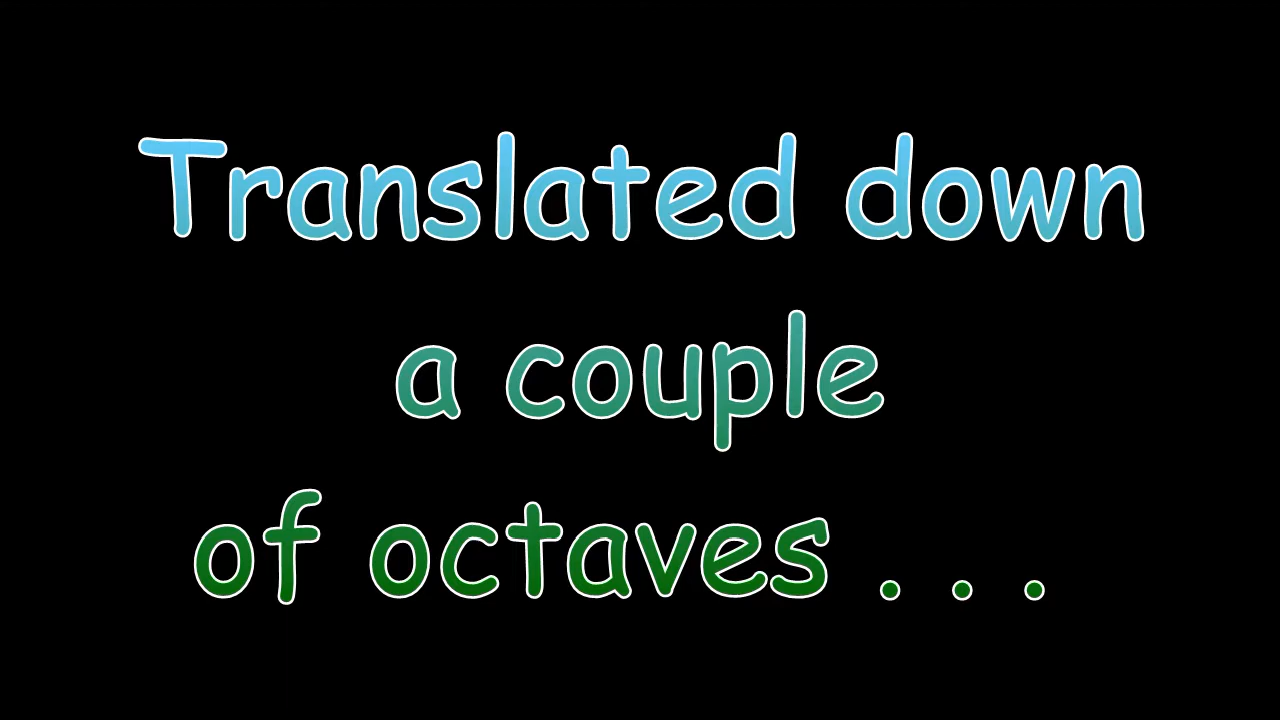 Translated down
a couple
of octaves . . .